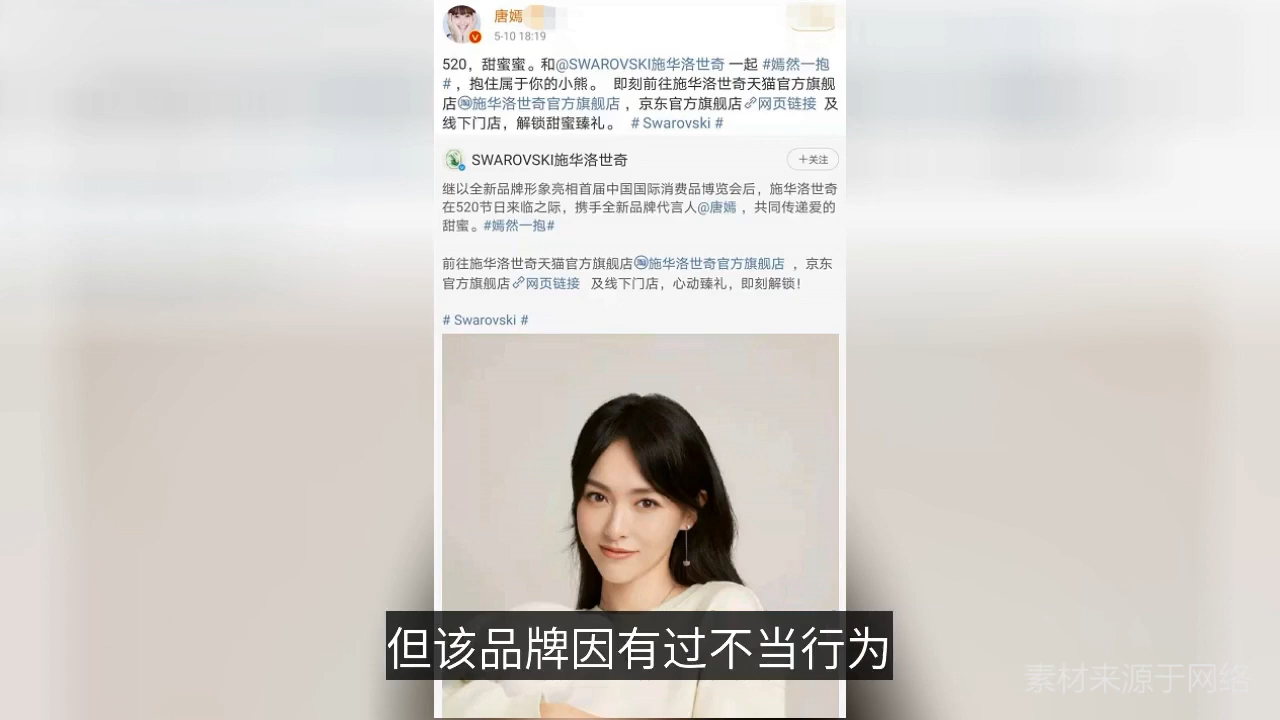 唐嫣
5-10 18:19
520，甜蜜蜜。和@SWAROVSKI施华洛世奇 一起 #嫣然一抱
#，抱住属于你的小熊。 即刻前往施华洛世奇天猫官方旗舰
店施华洛世奇官方旗舰店，京东官方旗舰店网页链接 及
线下门店，解锁甜蜜臻礼。 # Swarovski #
SWAROVSKI施华洛世奇
+关注
继以全新品牌形象亮相首届中国国际消费品博览会后，施华洛世奇
在520节日来临之际，携手全新品牌代言人@唐嫣 ，共同传递爱的
甜蜜。#嫣然一抱#
前往施华洛世奇天猫官方旗舰店施华洛世奇官方旗舰店 ，京东
官方旗舰店网页链接 及线下门店，心动臻礼，即刻解锁！
# Swarovski #
但该品牌因有过不当行为
素材来源于网络